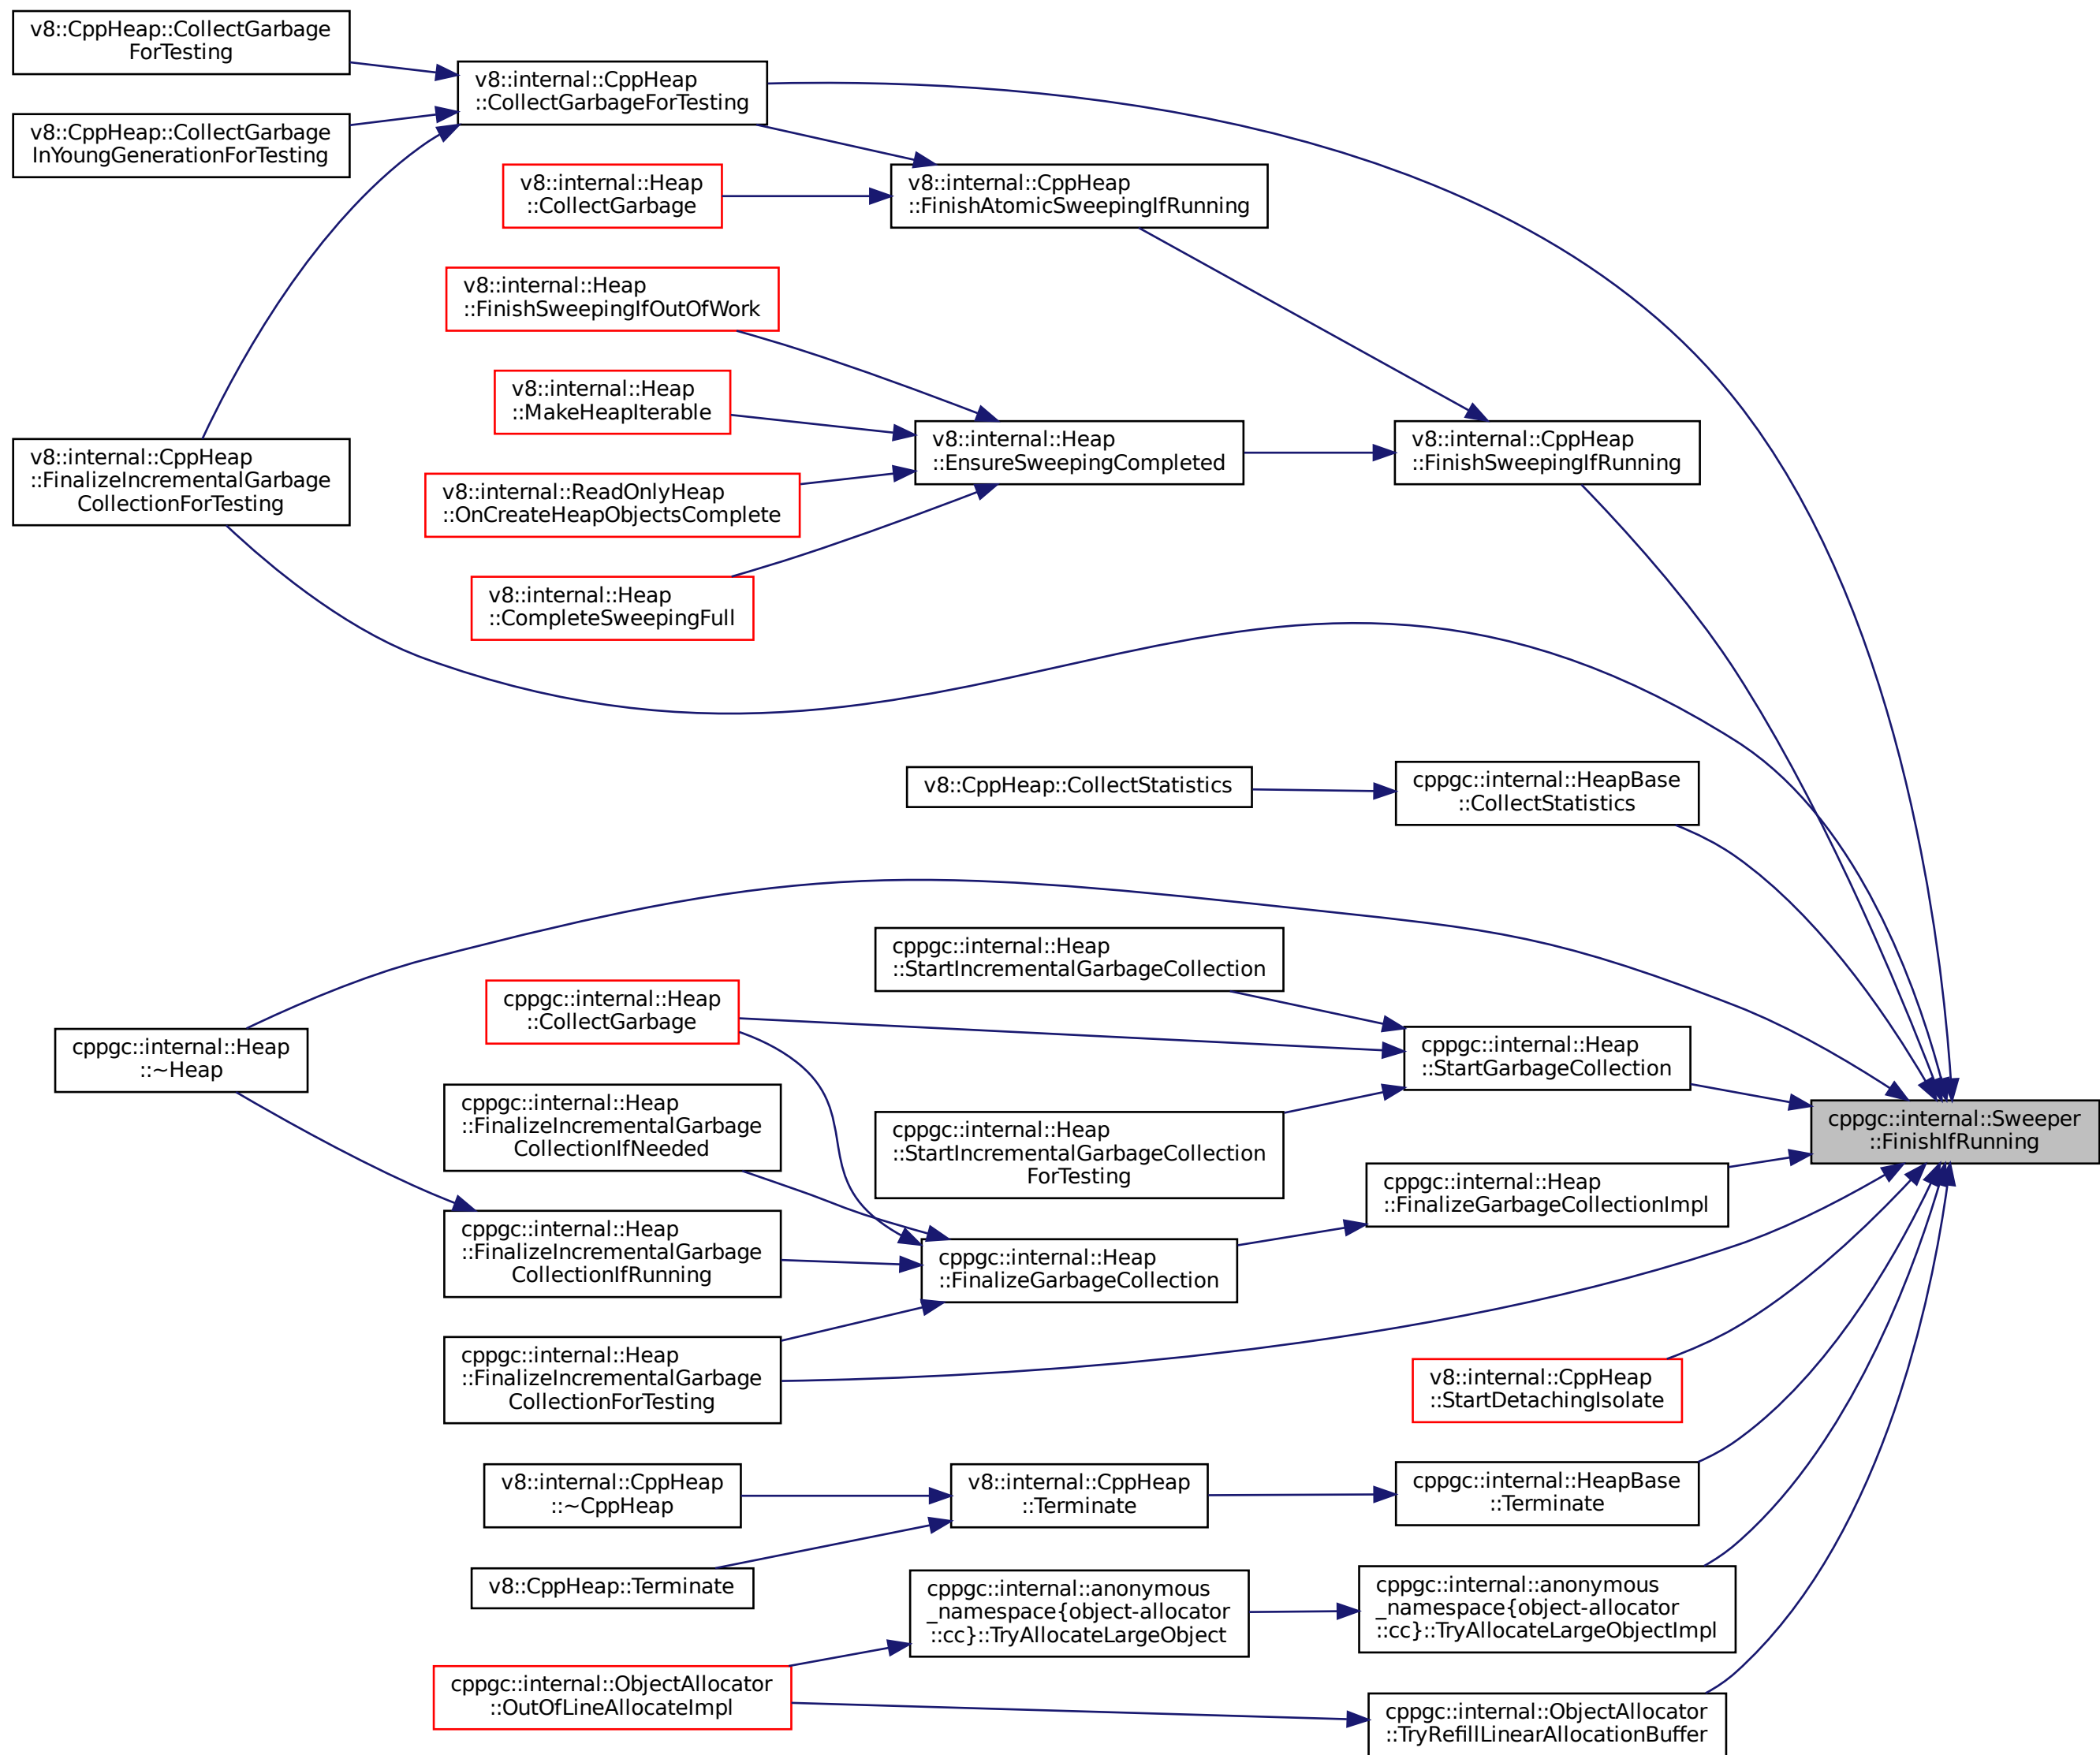 v8::CppHeap::CollectGarbage
ForTesting
v8::internal::CppHeap
::CollectGarbageForTesting
v8::CppHeap::CollectGarbage
InYoungGenerationForTesting
v8::internal::Heap
::CollectGarbage
v8::internal::CppHeap
::FinishAtomicSweepingIfRunning
v8::internal::Heap
::FinishSweepingIfOutOfWork
v8::internal::Heap
::MakeHeapIterable
v8::internal::CppHeap
::FinalizeIncrementalGarbage
CollectionForTesting
v8::internal::Heap
::EnsureSweepingCompleted
v8::internal::CppHeap
::FinishSweepingIfRunning
v8::internal::ReadOnlyHeap
::OnCreateHeapObjectsComplete
v8::internal::Heap
::CompleteSweepingFull
v8::CppHeap::CollectStatistics
cppgc::internal::HeapBase
::CollectStatistics
cppgc::internal::Heap
::StartIncrementalGarbageCollection
cppgc::internal::Heap
::CollectGarbage
cppgc::internal::Heap
::~Heap
cppgc::internal::Heap
::StartGarbageCollection
cppgc::internal::Heap
::FinalizeIncrementalGarbage
CollectionIfNeeded
cppgc::internal::Heap
::StartIncrementalGarbageCollection
ForTesting
cppgc::internal::Sweeper
::FinishIfRunning
cppgc::internal::Heap
::FinalizeGarbageCollectionImpl
cppgc::internal::Heap
::FinalizeIncrementalGarbage
CollectionIfRunning
cppgc::internal::Heap
::FinalizeGarbageCollection
cppgc::internal::Heap
::FinalizeIncrementalGarbage
CollectionForTesting
v8::internal::CppHeap
::StartDetachingIsolate
v8::internal::CppHeap
::~CppHeap
v8::internal::CppHeap
::Terminate
cppgc::internal::HeapBase
::Terminate
v8::CppHeap::Terminate
cppgc::internal::anonymous
_namespace{object-allocator
::cc}::TryAllocateLargeObject
cppgc::internal::anonymous
_namespace{object-allocator
::cc}::TryAllocateLargeObjectImpl
cppgc::internal::ObjectAllocator
::OutOfLineAllocateImpl
cppgc::internal::ObjectAllocator
::TryRefillLinearAllocationBuffer